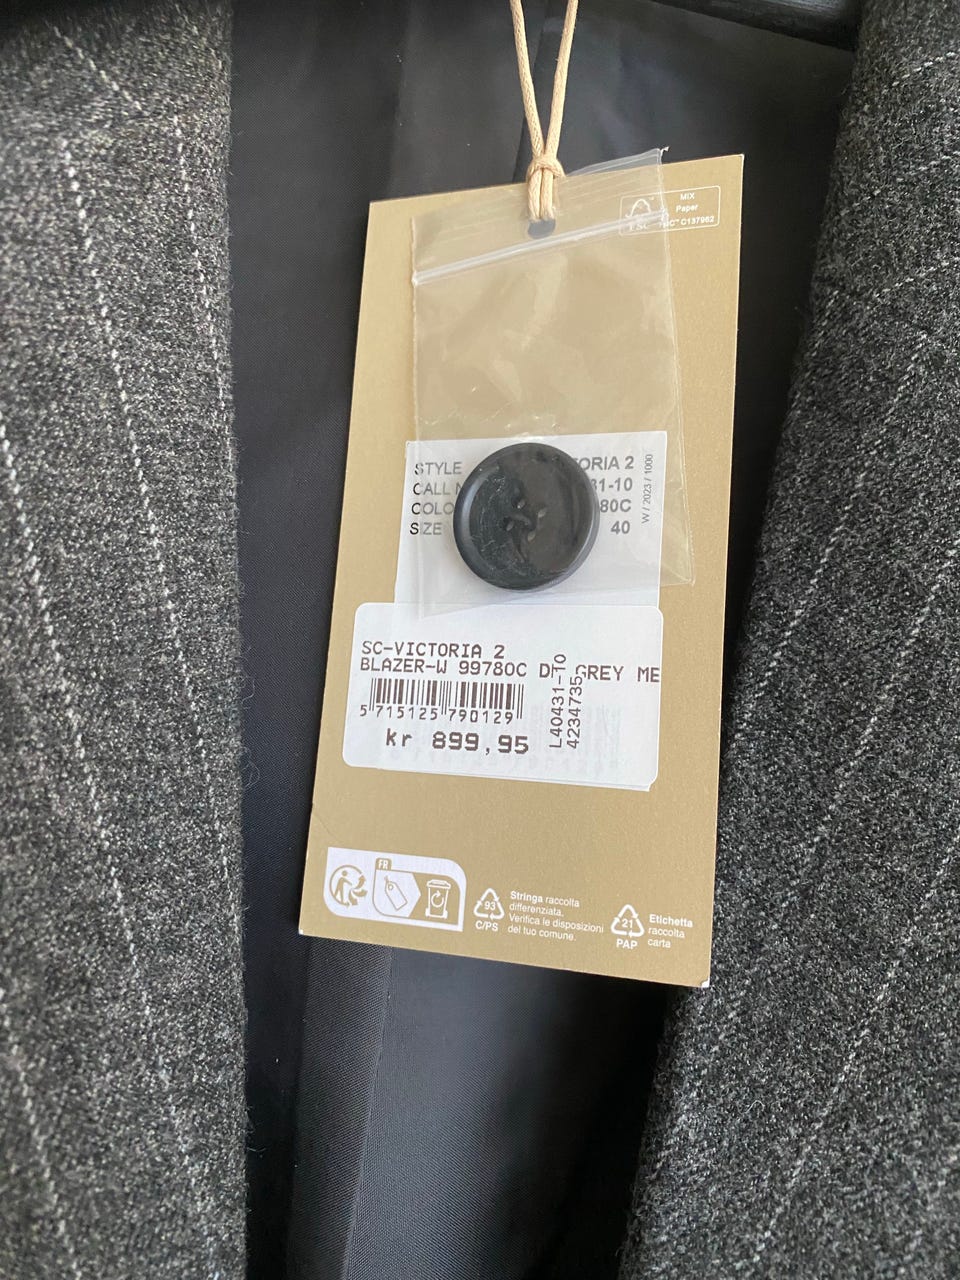 MIX
Paper
FSC C137962
STYLE TORIA 2
CALL N 31-10
COLO 80C
SIZE 40
W / 2023 / 1000
SC-VICTORIA 2
BLAZER-W 99780C D GREY ME
5 715125 790129
kr 899,95
L40431-10
4234735
FR
93
C/PS
Stringa raccolta
differenziata.
Verifica le disposizioni
del tuo comune.
21
PAP
Etichetta
raccolta
carta